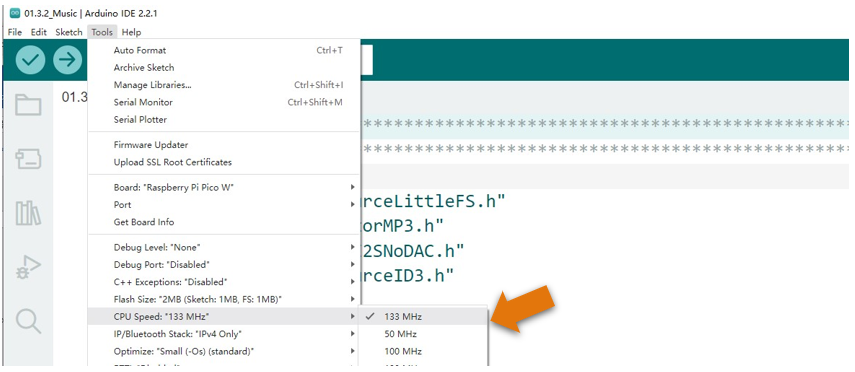 01.3.2_Music | Arduino IDE 2.2.1
File Edit Sketch Tools Help
Auto Format Ctrl+T
Archive Sketch
Manage Libraries... Ctrl+Shift+I
01.3
Serial Monitor Ctrl+Shift+M
Serial Plotter
Firmware Updater
Upload SSL Root Certificates
Board: "Raspberry Pi Pico W"
urceLittleFS.h"
Port
Get Board Info
torMP3.h"
Debug Level: "None"
2SNoDAC.h"
Debug Port: "Disabled"
urceID3.h"
C++ Exceptions: "Disabled"
Flash Size: "2MB (Sketch: 1MB, FS: 1MB)"
CPU Speed: "133 MHz"
133 MHz
IP/Bluetooth Stack: "IPv4 Only"
50 MHz
Optimize: "Small (-Os) (standard)"
100 MHz